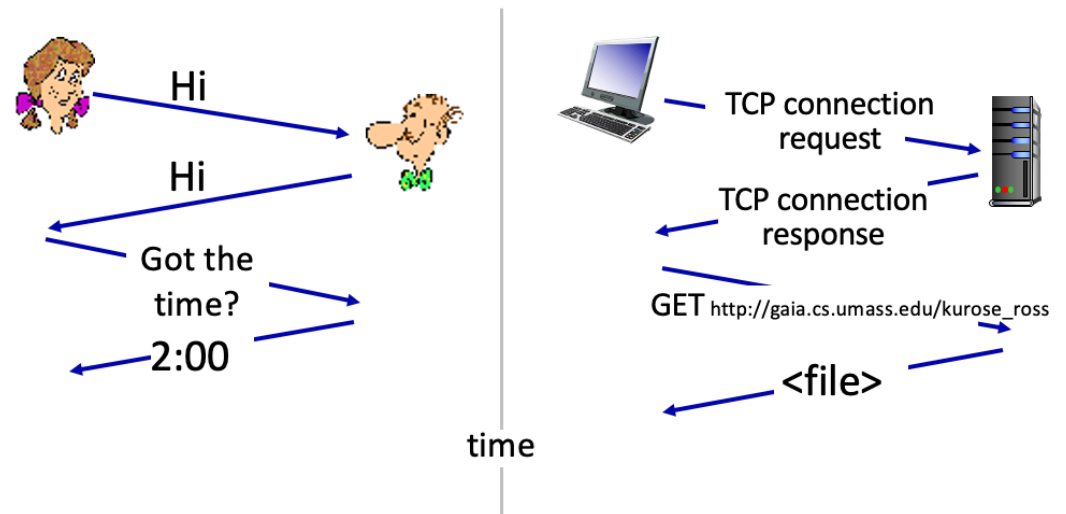 Hi
Hi
Got the
time?
2:00
TCP connection
request
TCP connection
response
GET http://gaia.cs.umass.edu/kurose_ross
<file>
time